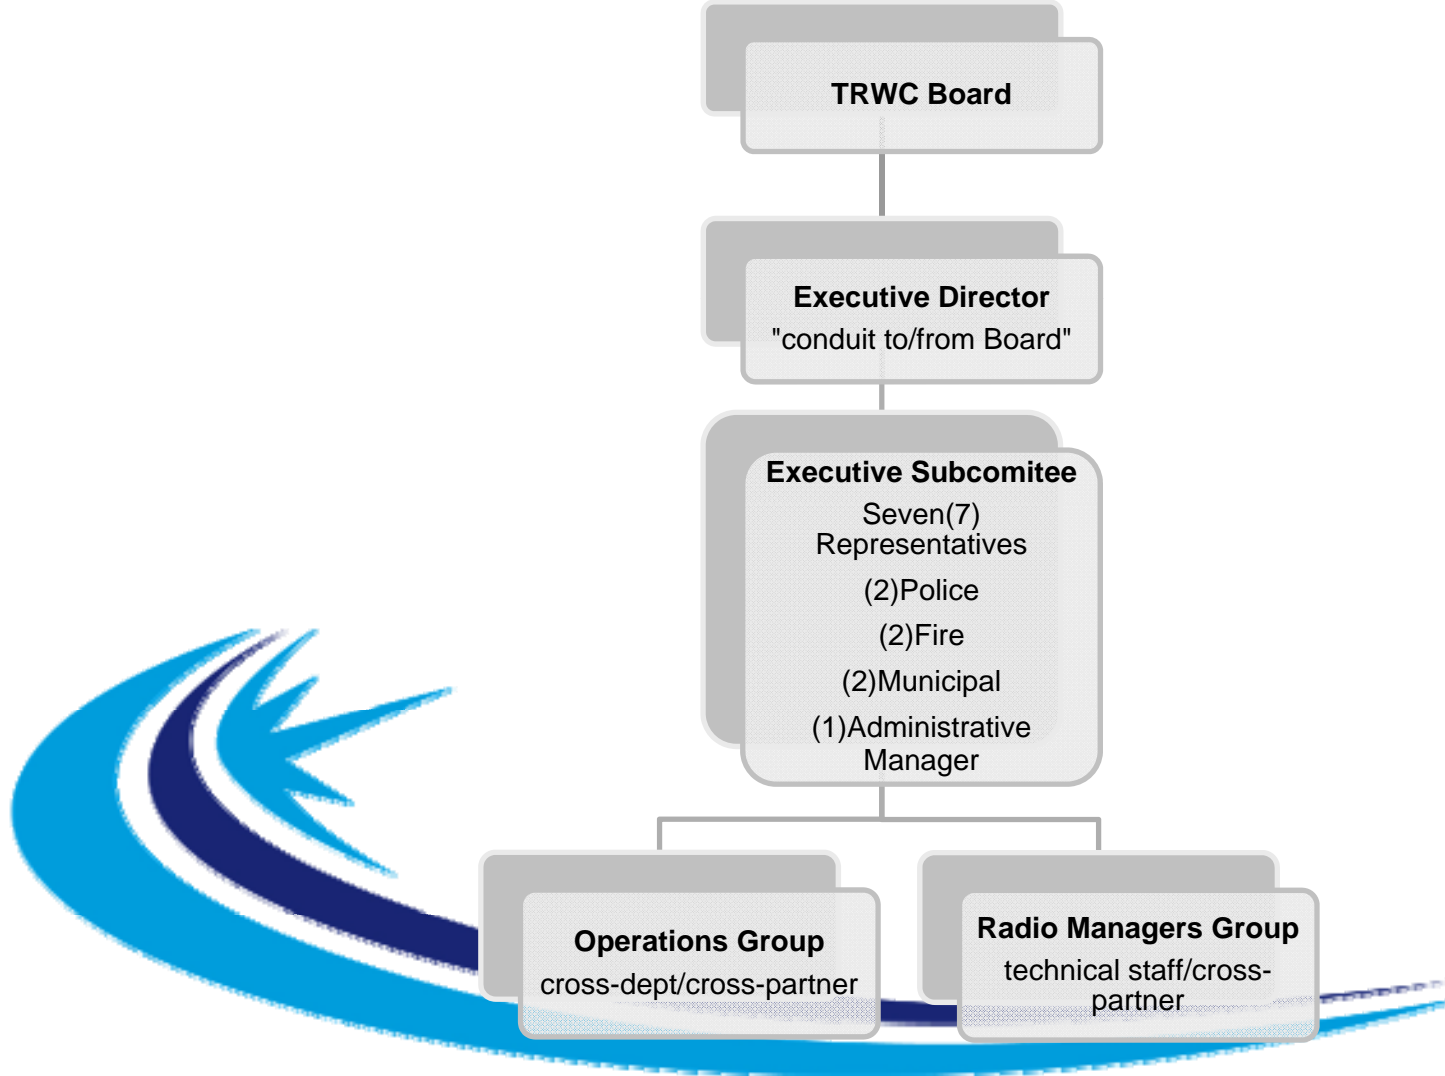 TRWC Board
Executive Director
"conduit to/from Board"
Executive Subcomitee
Seven(7)
Representatives
(2)Police
(2)Fire
(2)Municipal
(1)Administrative
Manager
Operations Group
cross-dept/cross-partner
Radio Managers Group
technical staff/cross-
partner